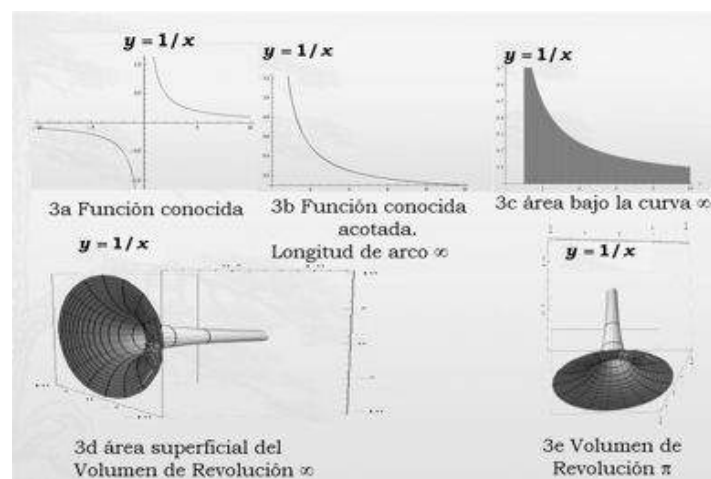 y = 1/x
y = 1/x
y = 1/x
3a Función conocida
3b Función conocida
acotada.
Longitud de arco ∞
3c área bajo la curva ∞
y = 1/x
y = 1/x
3d área superficial del
Volumen de Revolución ∞
3e Volumen de
Revolución π